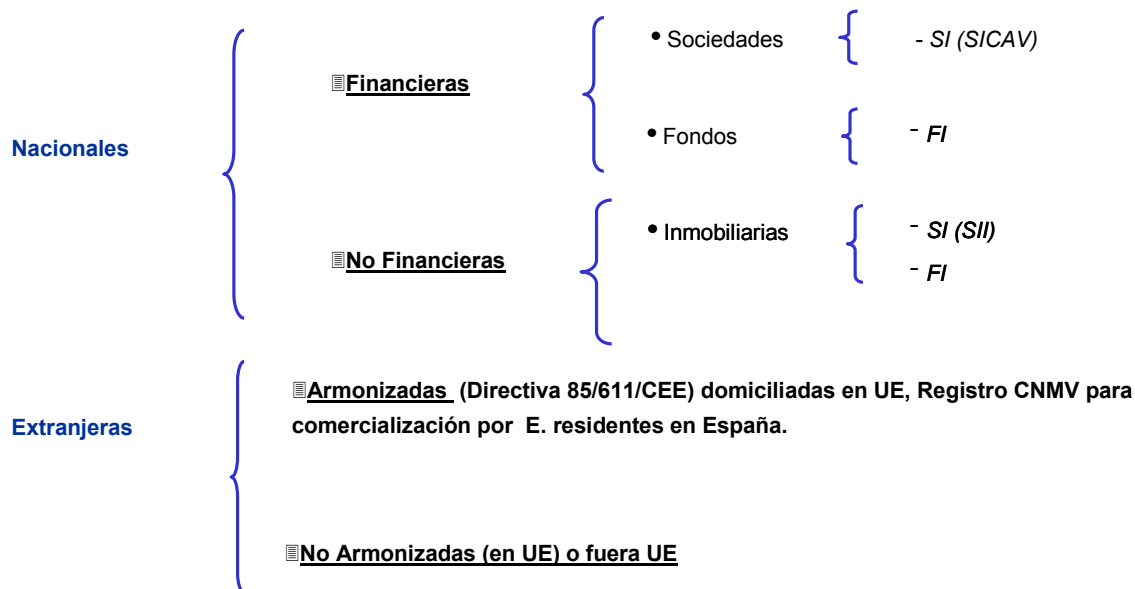 Nacionales
Financieras
• Sociedades
- SI (SICAV)
• Fondos
- FI
No Financieras
• Inmobiliarias
- SI (SII)
- FI
Extranjeras
Armonizadas (Directiva 85/611/CEE) domiciliadas en UE, Registro CNMV para
comercialización por E. residentes en España.
No Armonizadas (en UE) o fuera UE